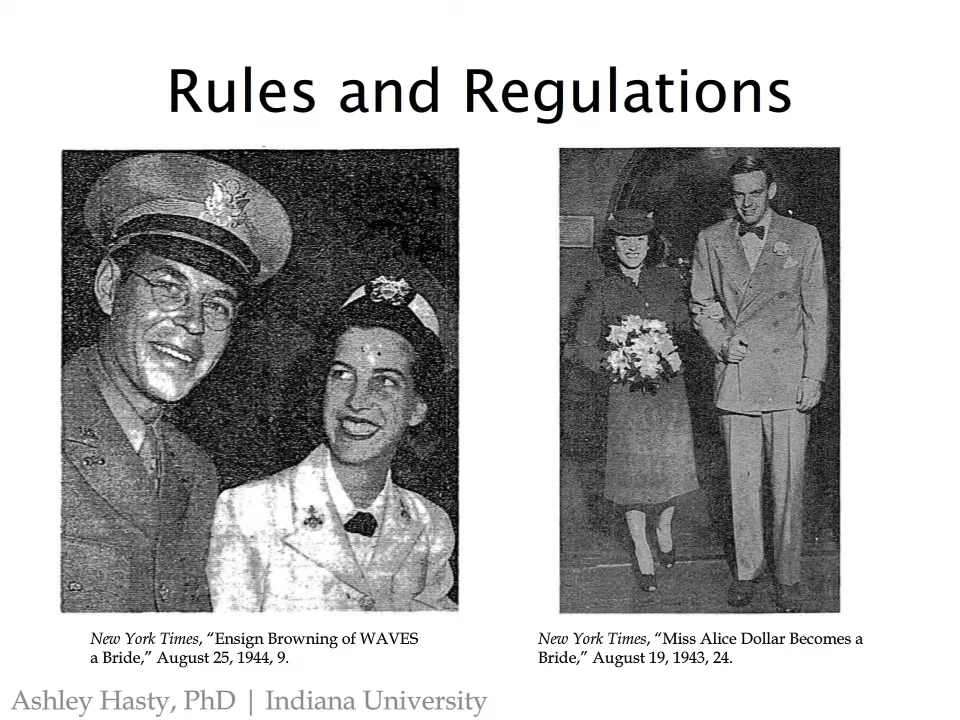 Rules and Regulations
New York Times, “Ensign Browning of WAVES
a Bride,” August 25, 1944, 9.
New York Times, “Miss Alice Dollar Becomes a
Bride,” August 19, 1943, 24.
Ashley Hasty, PhD | Indiana University